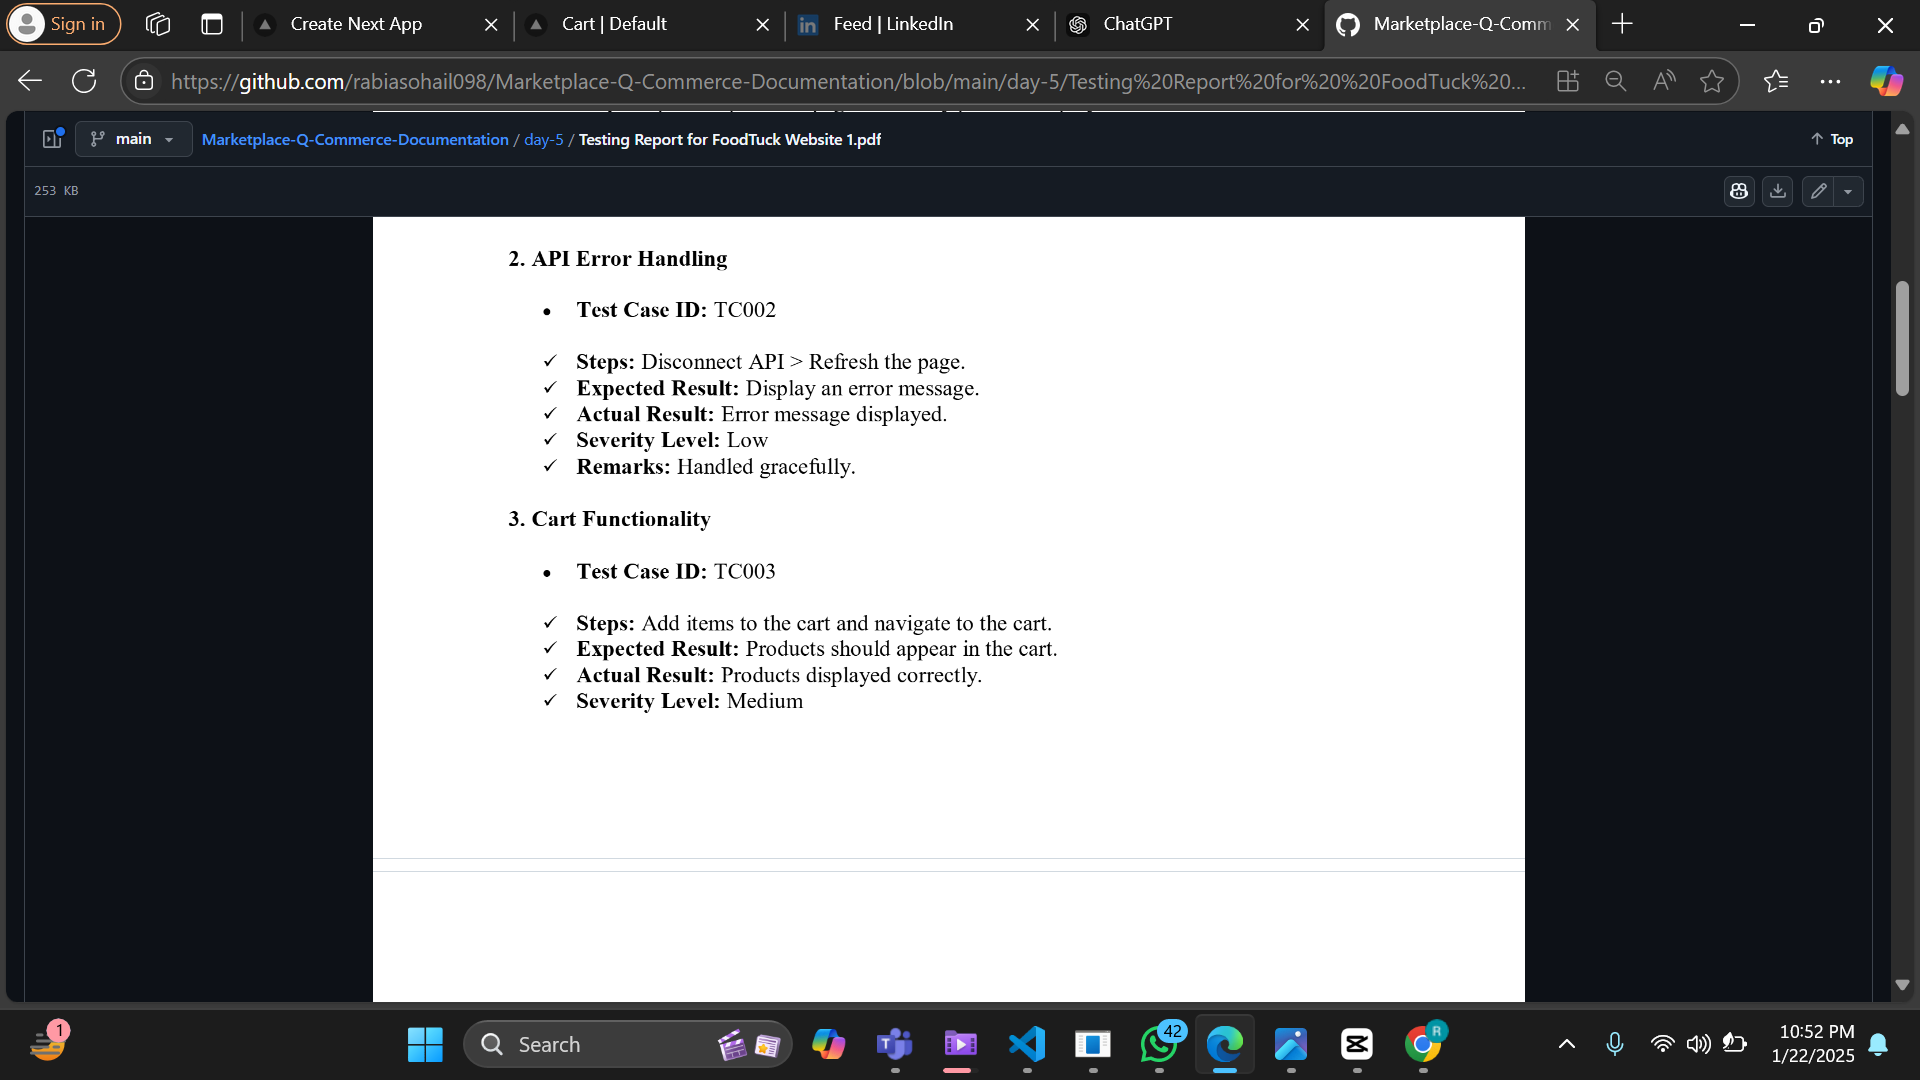 Sign in
Create Next App
Cart | Default
Feed | LinkedIn
ChatGPT
Marketplace-Q-Comm
https://github.com/rabiasohail098/Marketplace-Q-Commerce-Documentation/blob/main/day-5/Testing%20Report%20for%20%20FoodTuck%20...
main
Marketplace-Q-Commerce-Documentation / day-5 / Testing Report for FoodTuck Website 1.pdf
Top
253 KB
2. API Error Handling
• Test Case ID: TC002
✓ Steps: Disconnect API > Refresh the page.
✓ Expected Result: Display an error message.
✓ Actual Result: Error message displayed.
✓ Severity Level: Low
✓ Remarks: Handled gracefully.
3. Cart Functionality
• Test Case ID: TC003
✓ Steps: Add items to the cart and navigate to the cart.
✓ Expected Result: Products should appear in the cart.
✓ Actual Result: Products displayed correctly.
✓ Severity Level: Medium
1
Search
42
R
10:52 PM
1/22/2025